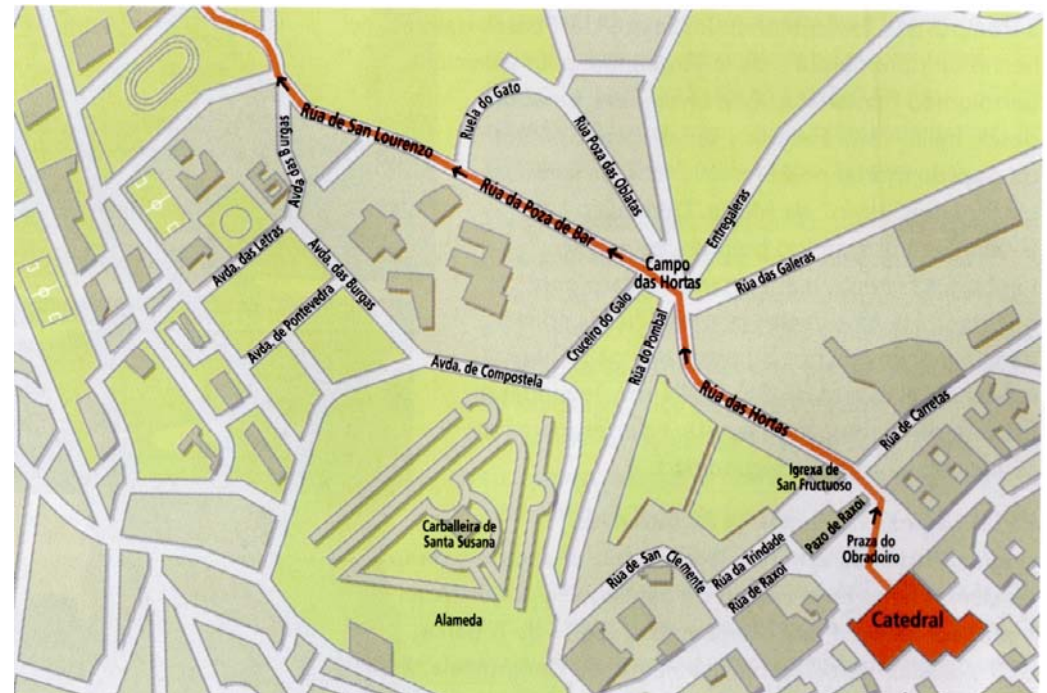 Ruela do Gato
Rúa de San Lourenzo
Rúa Poza das Oblatas
Avda das Burgas
Rúa da Poza de Bar
Entregaleras
Avda. das Letras
Avda. das Burgas
Campo
das Hortas
Rúa das Galeras
Avda. de Pontevedra
Cruceiro do Galo
Rúa do Pombal
Avda. de Compostela
Rúa das Hortas
Rúa de Carretas
Igrexa de
San Fructuoso
Carballeira de
Santa Susana
Pazo de Raxoi
Praza do
Obradoiro
Rúa de San Clemente
Rúa da Trindade
Rúa de Raxoi
Alameda
Catedral